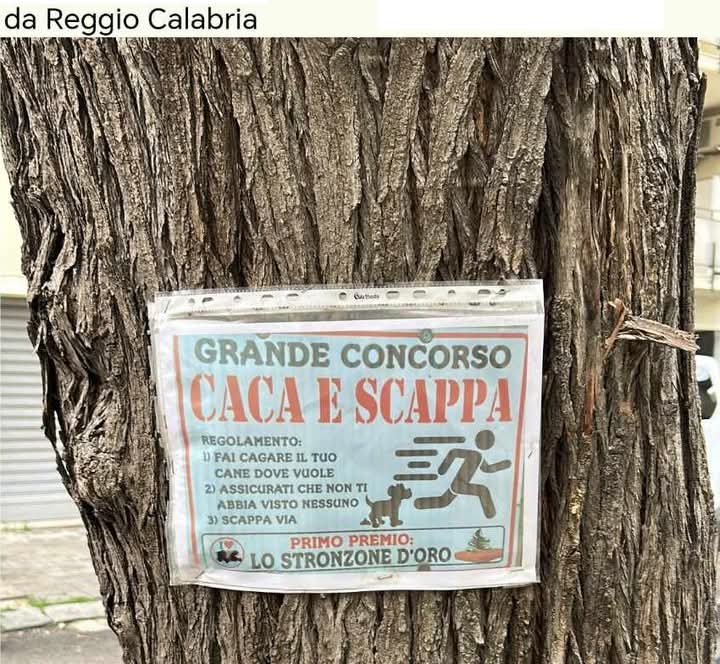 da Reggio Calabria
GRANDE CONCORSO
CACA E SCAPPA
REGOLAMENTO:
1) FAI CAGARE IL TUO
CANE DOVE VUOLE
2) ASSICURATI CHE NON TI
ABBIA VISTO NESSUNO
3) SCAPPA VIA
I ❤ R.C.
PRIMO PREMIO:
LO STRONZONE D'ORO